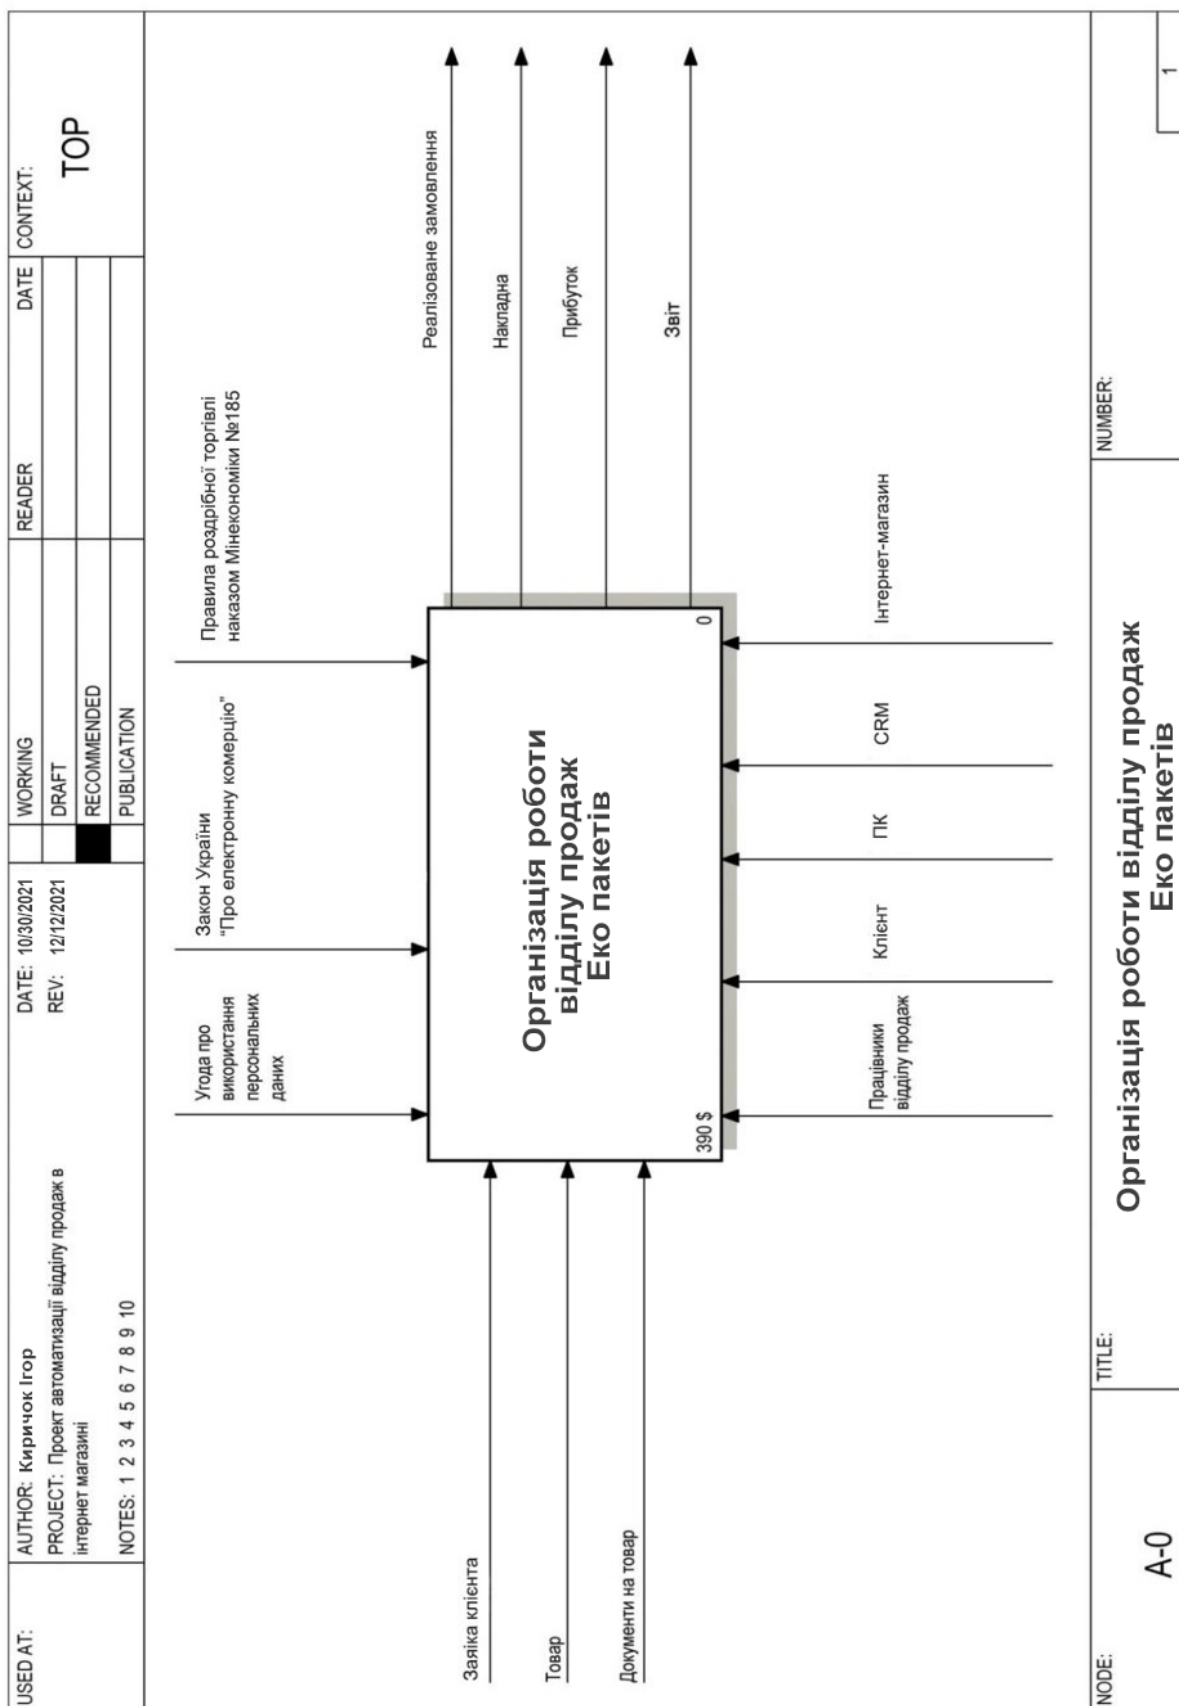 USED AT:
AUTHOR: Киричок Ігор
PROJECT: Проект автоматизації відділу продаж в
інтернет магазині
NOTES: 1 2 3 4 5 6 7 8 9 10
DATE: 10/30/2021
REV: 12/12/2021
WORKING
DRAFT
RECOMMENDED
PUBLICATION
READER
DATE
CONTEXT:
TOP
Угода про
використання
персональних
даних
Закон України
"Про електронну комерцію"
Правила роздрібної торгівлі
наказом Мінекономіки №185
Заяіка клієнта
Товар
Документи на товар
Організація роботи
відділу продаж
Еко пакетів
390 $
0
Реалізоване замовлення
Накладна
Прибуток
Звіт
Працівники
відділу продаж
Клієнт
ПК
CRM
Інтернет-магазин
NODE:
A-0
TITLE:
Організація роботи відділу продаж
Еко пакетів
NUMBER:
1